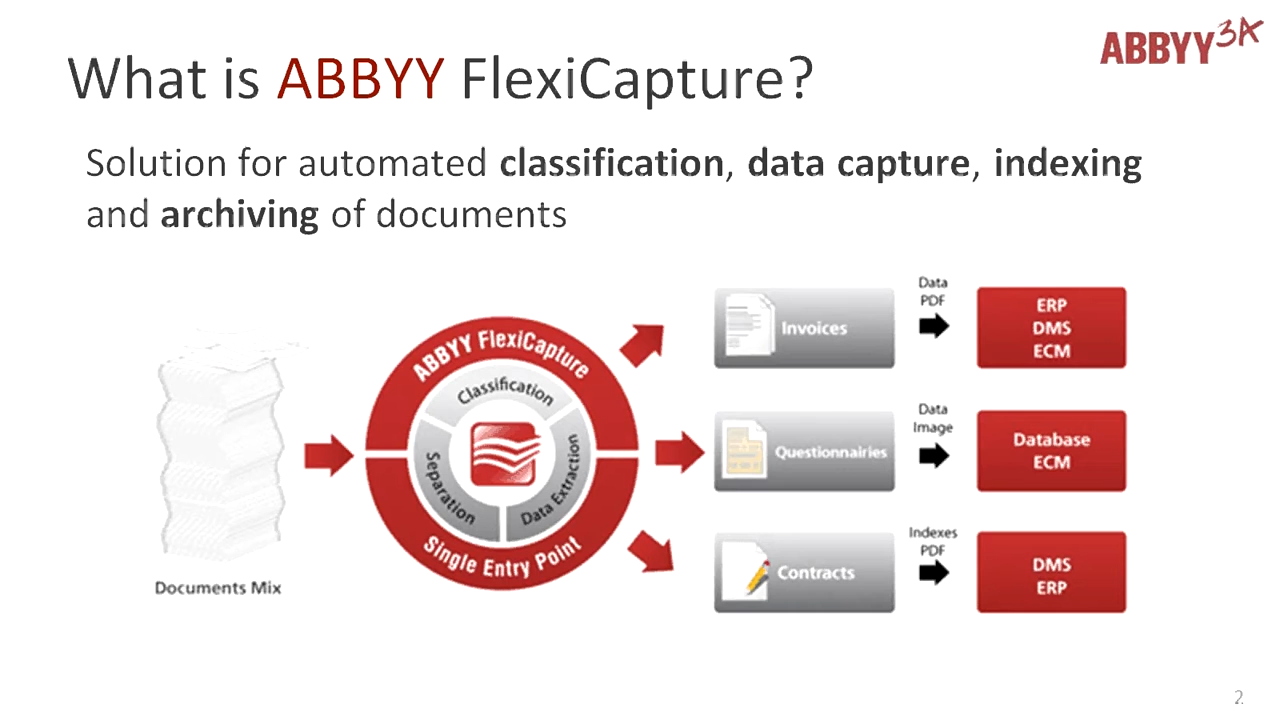 ABBYY 3A
What is ABBYY FlexiCapture?
Solution for automated classification, data capture, indexing
and archiving of documents
Documents Mix
ABBYY FlexiCapture
Classification
Separation
Data Extraction
Single Entry Point
Invoices
Data
PDF
ERP
DMS
ECM
Questionnairies
Data
Image
Database
ECM
Contracts
Indexes
PDF
DMS
ERP
2